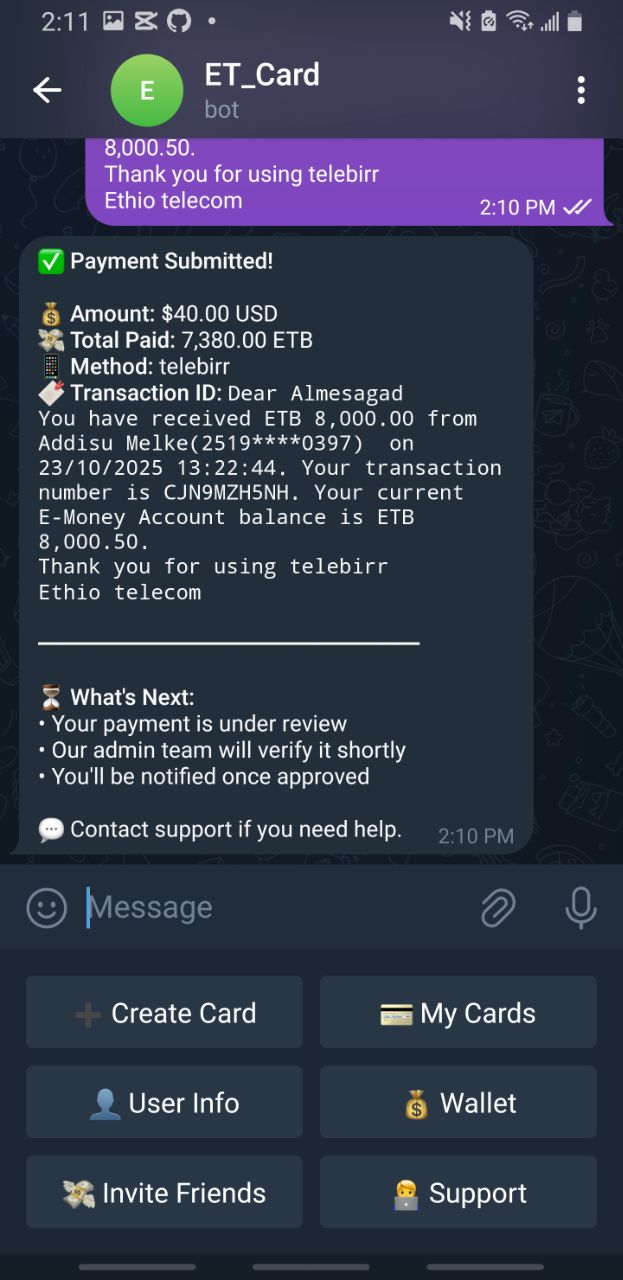 2:11
ET_Card
E
bot
8,000.50.
Thank you for using telebirr
Ethio telecom
2:10 PM
✅ Payment Submitted!
💰 Amount: $40.00 USD
💸 Total Paid: 7,380.00 ETB
📱 Method: telebirr
🔖 Transaction ID: Dear Almesagad
You have received ETB 8,000.00 from
Addisu Melke(2519****0397)  on
23/10/2025 13:22:44. Your transaction
number is CJN9MZH5NH. Your current
E-Money Account balance is ETB
8,000.50.
Thank you for using telebirr
Ethio telecom
⏳ What's Next:
• Your payment is under review
• Our admin team will verify it shortly
• You'll be notified once approved
💬 Contact support if you need help.
2:10 PM
Message
➕ Create Card
💳 My Cards
👤 User Info
💰 Wallet
💸 Invite Friends
🧑‍💻 Support